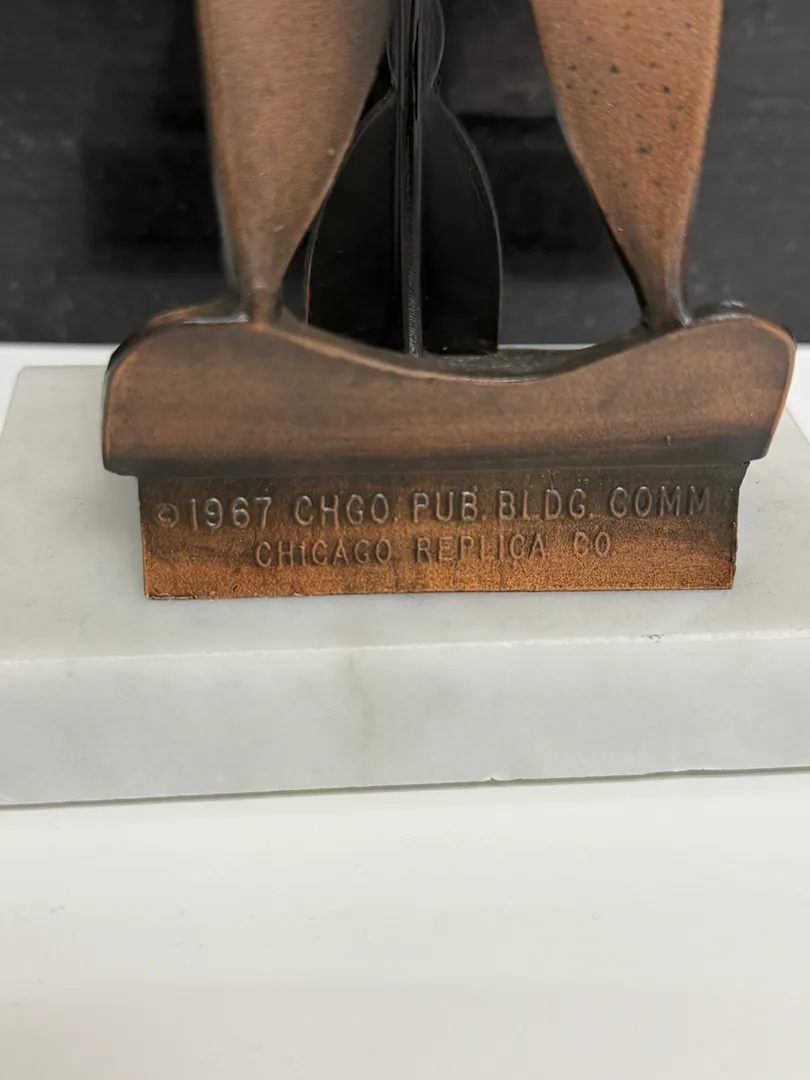 ©1967 CHGO. PUB. BLDG. COMM
CHICAGO REPLICA CO